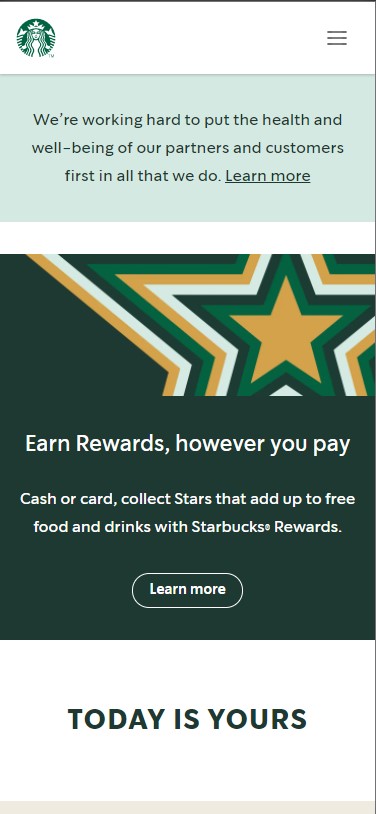 We’re working hard to put the health and
well-being of our partners and customers
first in all that we do. Learn more
Earn Rewards, however you pay
Cash or card, collect Stars that add up to free
food and drinks with Starbucks® Rewards.
Learn more
TODAY IS YOURS